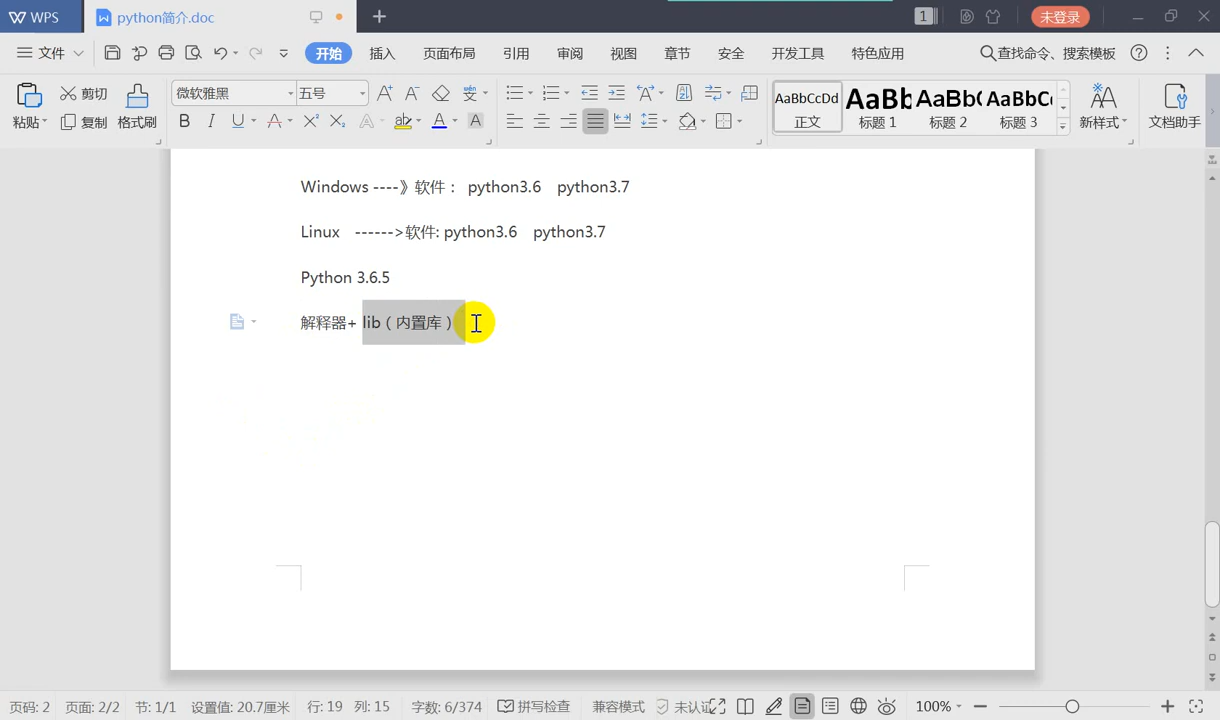 WPS python简介.doc 1 未登录
文件 开始 插入 页面布局 引用 审阅 视图 章节 安全 开发工具 特色应用 查找命令、搜索模板
粘贴 剪切 复制 格式刷 微软雅黑 五号 AaBbCcDd 正文 AaBb 标题 1 AaBb( 标题 2 AaBbC( 标题 3 新样式 文档助手
Windows ----》软件： python3.6 python3.7
Linux ------>软件: python3.6 python3.7
Python 3.6.5
解释器+ lib（内置库）
页码: 2 页面: 2/2 节: 1/1 设置值: 20.7厘米 行: 19 列: 15 字数: 6/374 拼写检查 兼容模式 未认证 100%